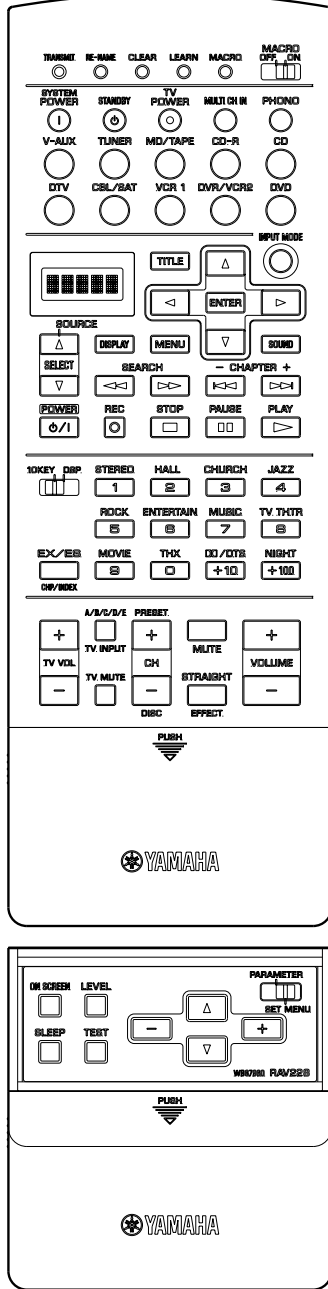 MACRO
TRANSMIT RE-NAME CLEAR LEARN MACRO OFF ON
SYSTEM POWER STANDBY TV POWER MULTI CH IN PHONO
V-AUX TUNER MD/TAPE CD-R CD
DTV CBL/SAT VCR 1 DVR/VCR2 DVD
INPUT MODE
TITLE
ENTER
SOURCE
SELECT DISPLAY MENU SOUND
SEARCH - CHAPTER +
POWER REC STOP PAUSE PLAY
10KEY DSP STEREO HALL CHURCH JAZZ
1 2 3 4
ROCK ENTERTAIN MUSIC TV THTR
5 6 7 8
EX/ES MOVIE THX DD/DTS NIGHT
9 0 +10 +100
CHP/INDEX
A/B/C/D/E PRESET
+ + +
TV VOL TV INPUT CH MUTE VOLUME
- TV MUTE - STRAIGHT -
DISC EFFECT
PUSH
YAMAHA
PARAMETER
ON SCREEN LEVEL
SET MENU
SLEEP TEST - +
RAV228
PUSH
YAMAHA